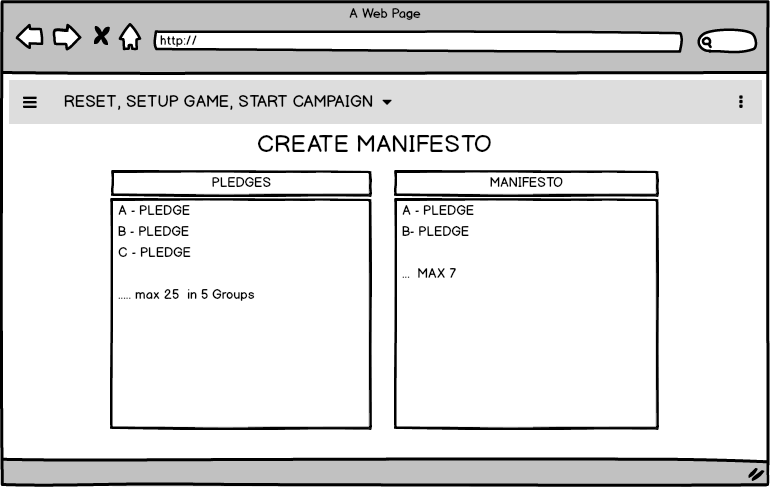 A Web Page
http://
RESET, SETUP GAME, START CAMPAIGN
CREATE MANIFESTO
PLEDGES
A - PLEDGE
B - PLEDGE
C - PLEDGE
..... max 25 in 5 Groups
MANIFESTO
A - PLEDGE
B- PLEDGE
... MAX 7